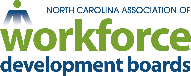 NORTH CAROLINA ASSOCIATION OF
workforce
development boards